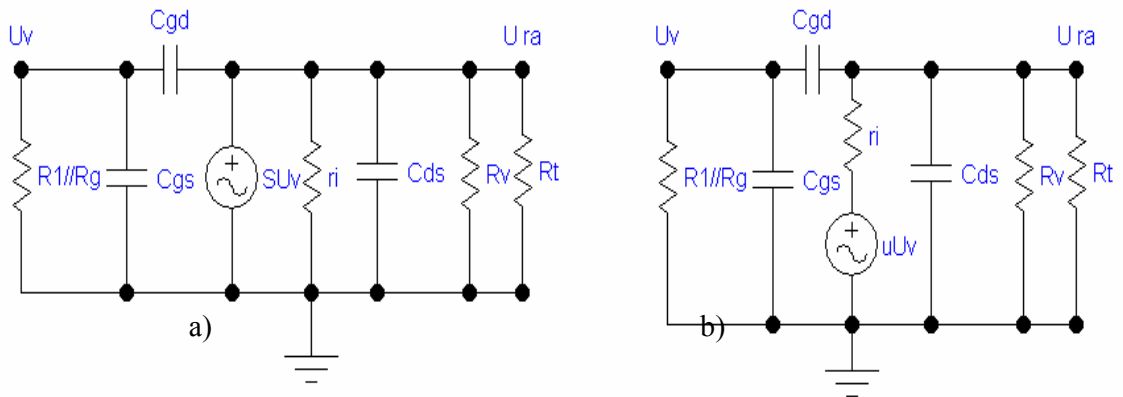 Cgd
Uv
U ra
R1//Rg
Cgs
SUv
ri
Cds
Rv
Rt
a)
Cgd
Uv
U ra
R1//Rg
Cgs
ri
uUv
Cds
Rv
Rt
b)